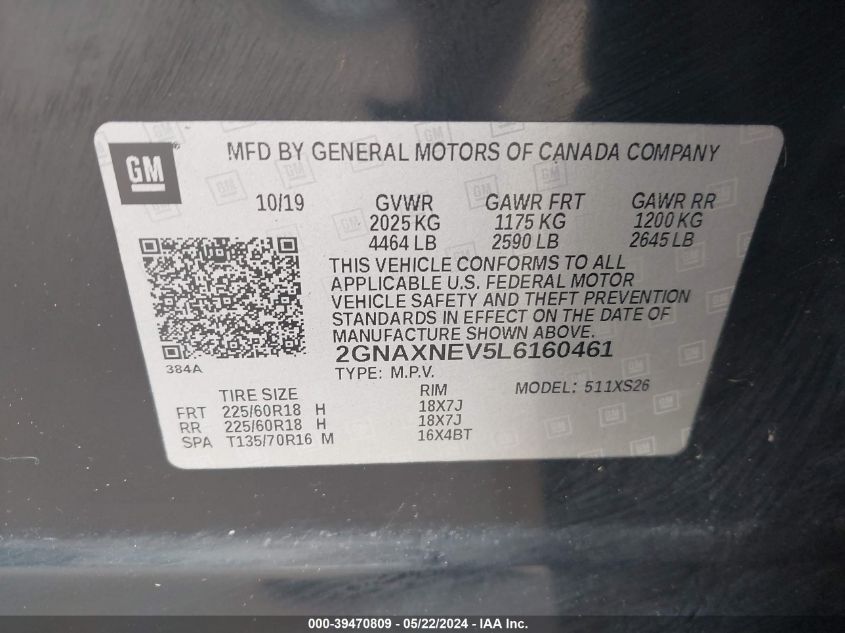 GM
MFD BY GENERAL MOTORS OF CANADA COMPANY
10/19 GVWR GAWR FRT GAWR RR
2025 KG 1175 KG 1200 KG
4464 LB 2590 LB 2645 LB
THIS VEHICLE CONFORMS TO ALL
APPLICABLE U.S. FEDERAL MOTOR
VEHICLE SAFETY AND THEFT PREVENTION
STANDARDS IN EFFECT ON THE DATE OF
MANUFACTURE SHOWN ABOVE.
2GNAXNEV5L6160461
384A
TYPE: M.P.V.
TIRE SIZE RIM MODEL: 511XS26
FRT 225/60R18 H 18X7J
RR 225/60R18 H 18X7J
SPA T135/70R16 M 16X4BT
000-39470809 - 05/22/2024 - IAA Inc.